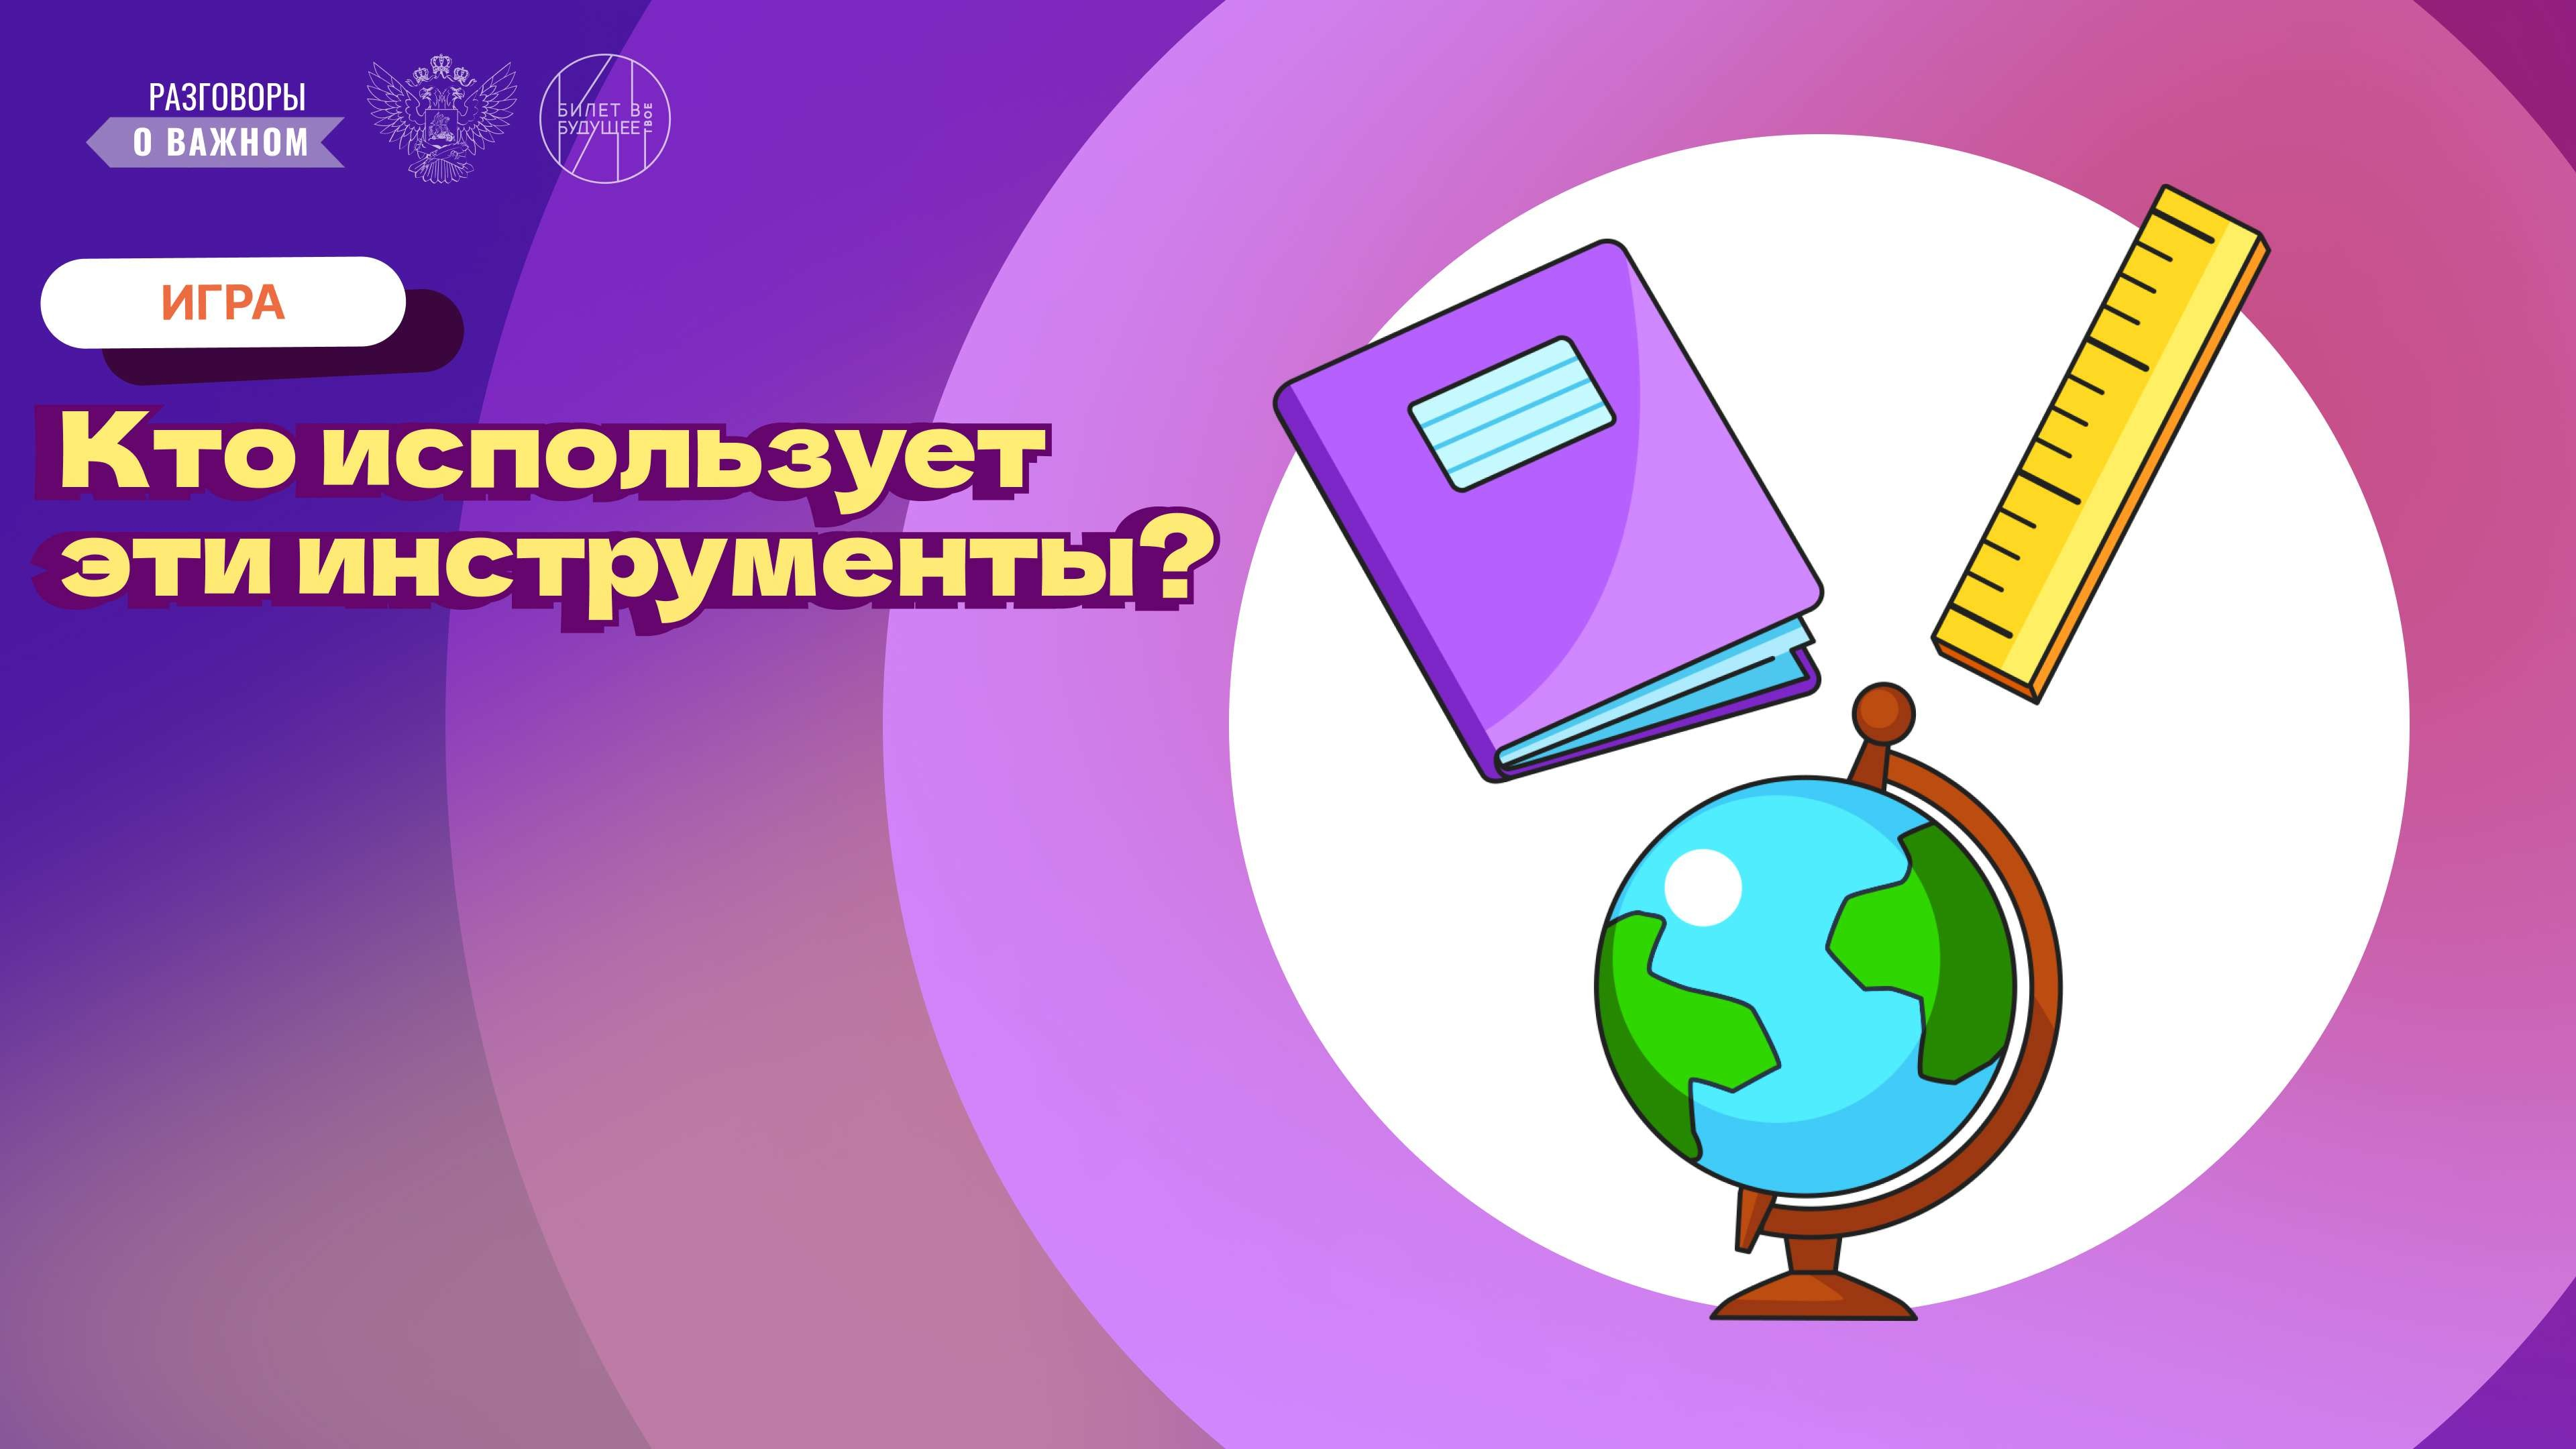 РАЗГОВОРЫ
О ВАЖНОМ
БИЛЕТ В
БУДУЩЕЕ
ТВОЕ
ИГРА
Кто использует
эти инструменты?